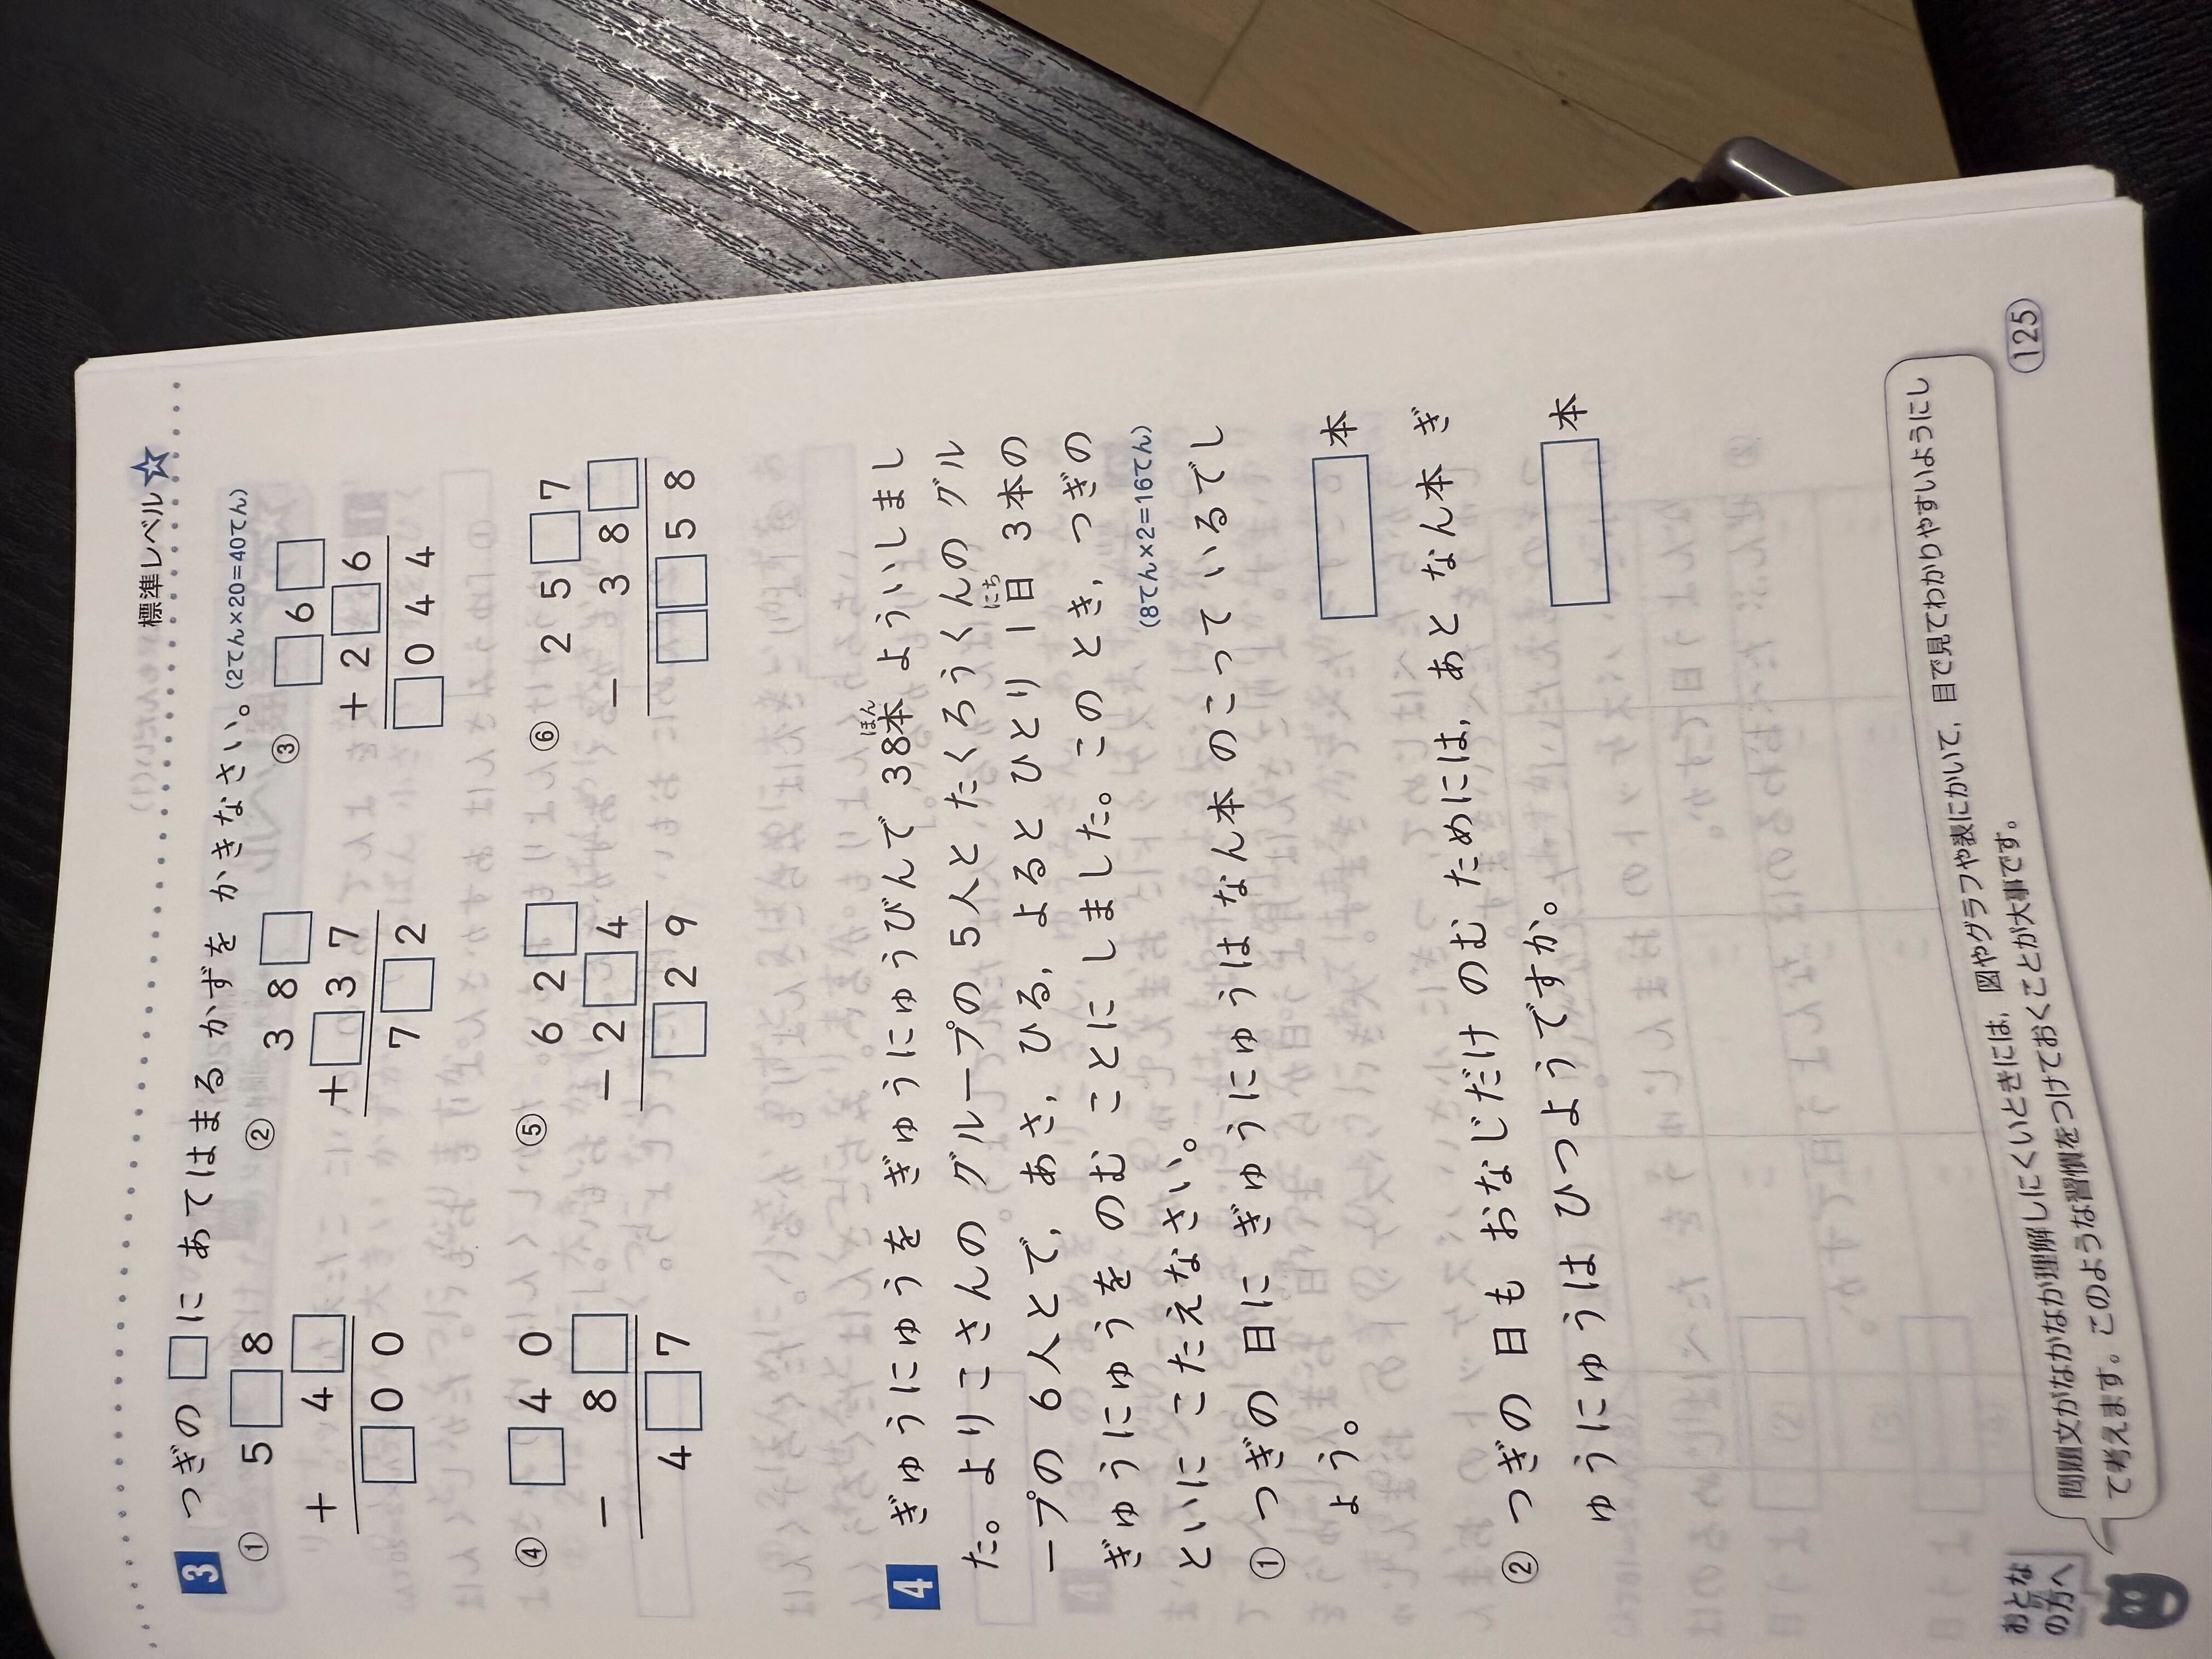 標準レベル☆
3 つぎの □に あてはまる かずを かきなさい。(2てん×20=40てん)
① 5□8
+ 4□
□00
② 38□
+□37
7□2
③ □6□
+2□6
□044
④ □40
− 8□
4□7
⑤ 62□
−2□4
□29
⑥ 25□7
− 38□
□□58
4 ぎゅうにゅうを ぎゅうにゅうびんで 38本 よういしまし
ほん
た。よりこさんの グループの 5人と たくろうくんの グル
ープの 6人とで, あさ, ひる, よると ひとり 1日 3本の
にち
ぎゅうにゅうを のむ ことに しました。この とき, つぎの
といに こたえなさい。
(8てん×2=16てん)
① つぎの 日に ぎゅうにゅうは なん本 のこって いるでし
ょう。
□本
② つぎの 日も おなじだけ のむ ためには, あと なん本 ぎ
ゅうにゅうは ひつようですか。
□本
おとな
の方へ
問題文がなかなか理解しにくいときには, 図やグラフや表にかいて, 目で見てわかりやすいようにし
て考えます。このような習慣をつけておくことが大事です。
125